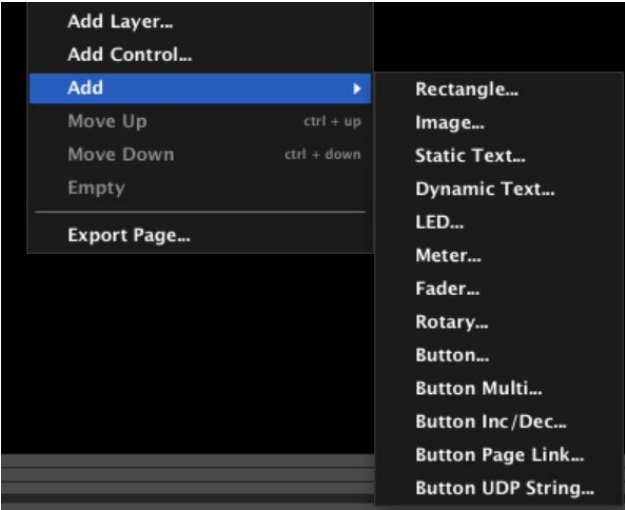 Add Layer...
Add Control...
Add
Move Up ctrl + up
Move Down ctrl + down
Empty
Export Page...
Rectangle...
Image...
Static Text...
Dynamic Text...
LED...
Meter...
Fader...
Rotary...
Button...
Button Multi...
Button Inc/Dec...
Button Page Link...
Button UDP String...